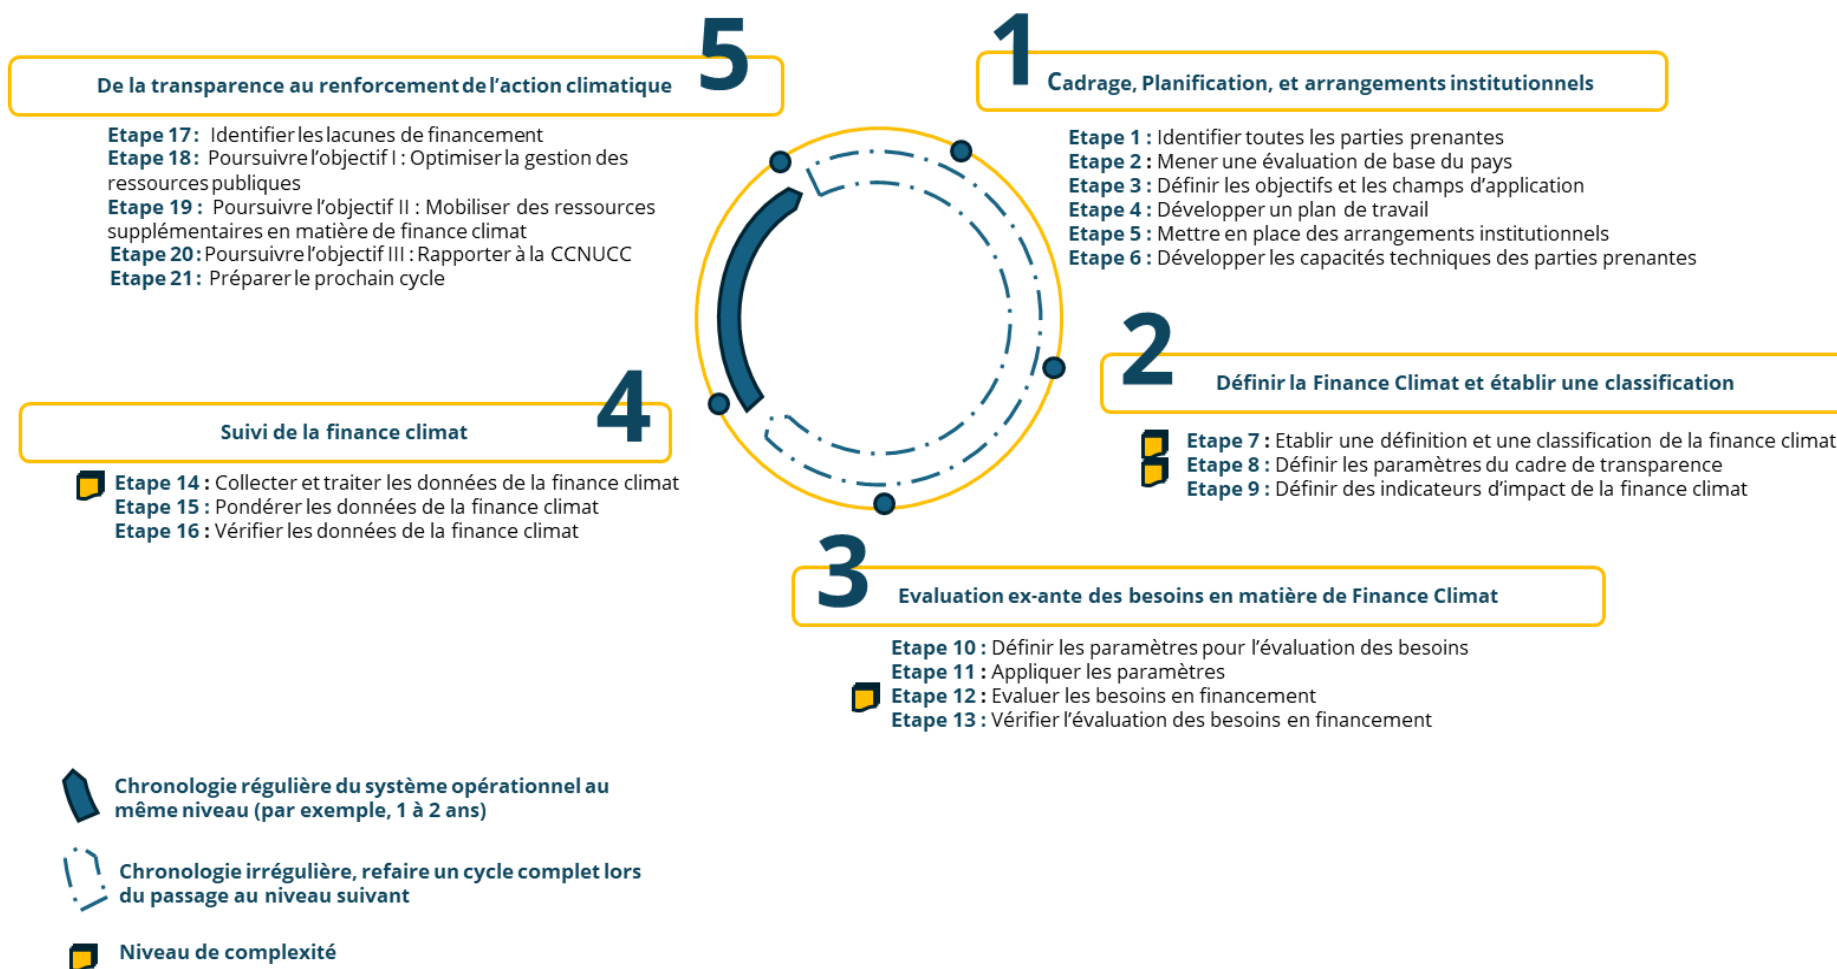 1
Cadrage, Planification, et arrangements institutionnels
Etape 1 : Identifier toutes les parties prenantes
Etape 2 : Mener une évaluation de base du pays
Etape 3 : Définir les objectifs et les champs d’application
Etape 4 : Développer un plan de travail
Etape 5 : Mettre en place des arrangements institutionnels
Etape 6 : Développer les capacités techniques des parties prenantes
2
Définir la Finance Climat et établir une classification
Etape 7 : Etablir une définition et une classification de la finance climat
Etape 8 : Définir les paramètres du cadre de transparence
Etape 9 : Définir des indicateurs d’impact de la finance climat
3
Evaluation ex-ante des besoins en matière de Finance Climat
Etape 10 : Définir les paramètres pour l’évaluation des besoins
Etape 11 : Appliquer les paramètres
Etape 12 : Evaluer les besoins en financement
Etape 13 : Vérifier l’évaluation des besoins en financement
4
Suivi de la finance climat
Etape 14 : Collecter et traiter les données de la finance climat
Etape 15 : Pondérer les données de la finance climat
Etape 16 : Vérifier les données de la finance climat
5
De la transparence au renforcement de l’action climatique
Etape 17 : Identifier les lacunes de financement
Etape 18 : Poursuivre l’objectif I : Optimiser la gestion des
ressources publiques
Etape 19 : Poursuivre l’objectif II : Mobiliser des ressources
supplémentaires en matière de finance climat
Etape 20 : Poursuivre l’objectif III : Rapporter à la CCNUCC
Etape 21 : Préparer le prochain cycle
Chronologie régulière du système opérationnel au
même niveau (par exemple, 1 à 2 ans)
Chronologie irrégulière, refaire un cycle complet lors
du passage au niveau suivant
Niveau de complexité